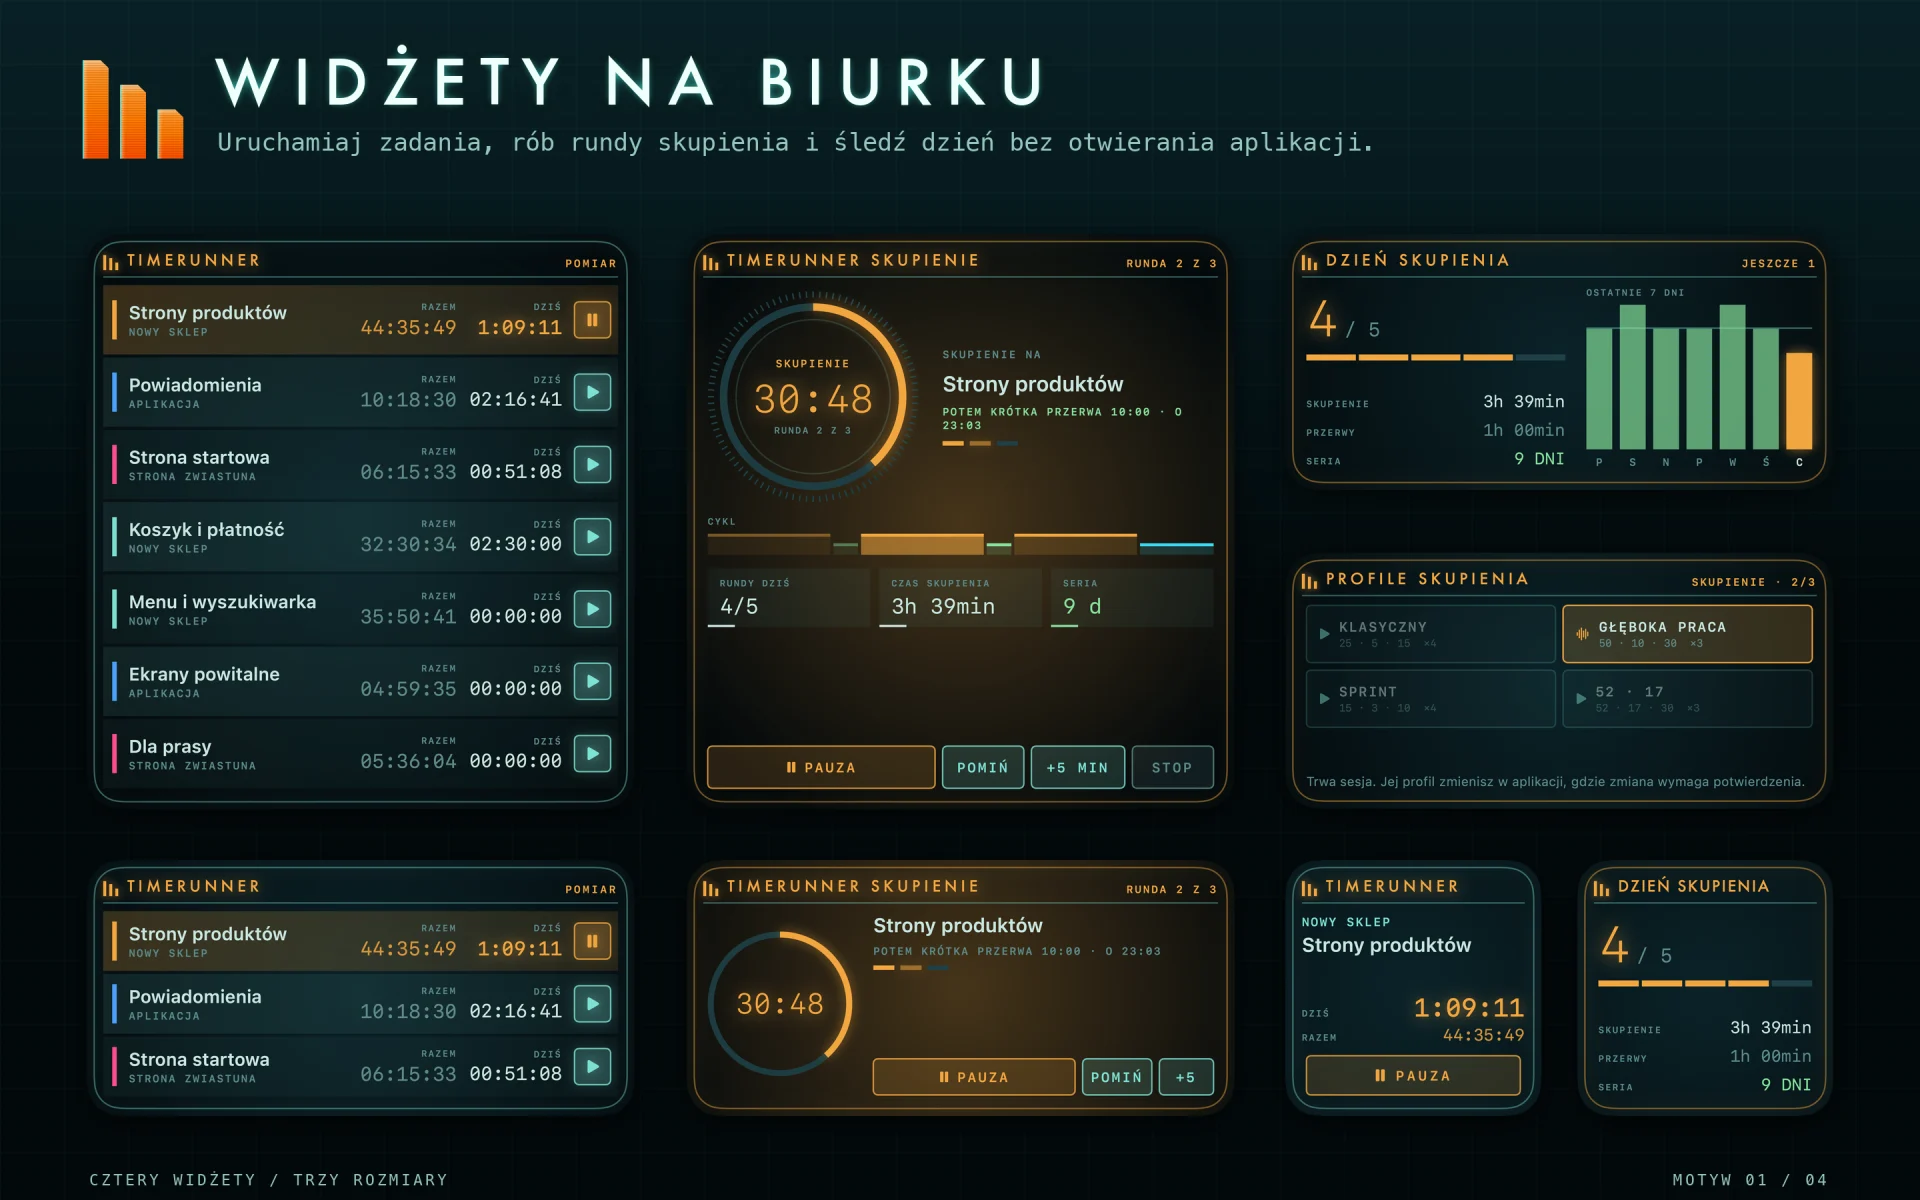 WIDŻETY NA BIURKU
Uruchamiaj zadania, rób rundy skupienia i śledź dzień bez otwierania aplikacji.
TIMERUNNER
POMIAR
Strony produktów
NOWY SKLEP
RAZEM
44:35:49
DZIŚ
1:09:11
Powiadomienia
APLIKACJA
RAZEM
10:18:30
DZIŚ
02:16:41
Strona startowa
STRONA ZWIASTUNA
RAZEM
06:15:33
DZIŚ
00:51:08
Koszyk i płatność
NOWY SKLEP
RAZEM
32:30:34
DZIŚ
02:30:00
Menu i wyszukiwarka
NOWY SKLEP
RAZEM
35:50:41
DZIŚ
00:00:00
Ekrany powitalne
APLIKACJA
RAZEM
04:59:35
DZIŚ
00:00:00
Dla prasy
STRONA ZWIASTUNA
RAZEM
05:36:04
DZIŚ
00:00:00
TIMERUNNER SKUPIENIE
RUNDA 2 Z 3
SKUPIENIE
30:48
RUNDA 2 Z 3
SKUPIENIE NA
Strony produktów
POTEM KRÓTKA PRZERWA 10:00 · O
23:03
CYKL
RUNDY DZIŚ
4/5
CZAS SKUPIENIA
3h 39min
SERIA
9 d
PAUZA
POMIŃ
+5 MIN
STOP
DZIEŃ SKUPIENIA
JESZCZE 1
4 / 5
SKUPIENIE
3h 39min
PRZERWY
1h 00min
SERIA
9 DNI
OSTATNIE 7 DNI
P S N P W Ś C
PROFILE SKUPIENIA
SKUPIENIE · 2/3
KLASYCZNY
25 · 5 · 15 ×4
GŁĘBOKA PRACA
50 · 10 · 30 ×3
SPRINT
15 · 3 · 10 ×4
52 · 17
52 · 17 · 30 ×3
Trwa sesja. Jej profil zmienisz w aplikacji, gdzie zmiana wymaga potwierdzenia.
TIMERUNNER
POMIAR
Strony produktów
NOWY SKLEP
RAZEM
44:35:49
DZIŚ
1:09:11
Powiadomienia
APLIKACJA
RAZEM
10:18:30
DZIŚ
02:16:41
Strona startowa
STRONA ZWIASTUNA
RAZEM
06:15:33
DZIŚ
00:51:08
TIMERUNNER SKUPIENIE
RUNDA 2 Z 3
30:48
Strony produktów
POTEM KRÓTKA PRZERWA 10:00 · O 23:03
PAUZA
POMIŃ
+5
TIMERUNNER
NOWY SKLEP
Strony produktów
DZIŚ
1:09:11
RAZEM
44:35:49
PAUZA
DZIEŃ SKUPIENIA
4 / 5
SKUPIENIE
3h 39min
PRZERWY
1h 00min
SERIA
9 DNI
CZTERY WIDŻETY / TRZY ROZMIARY
MOTYW 01 / 04